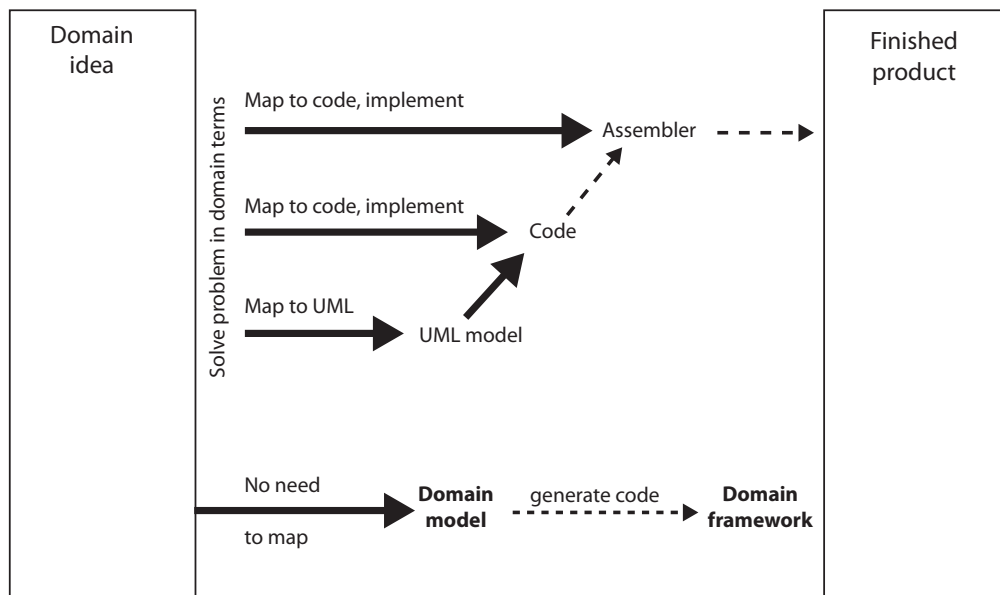 Domain
idea
Finished
product
Solve problem in domain terms
Map to code, implement
Assembler
Map to code, implement
Code
Map to UML
UML model
No need
to map
Domain
model
generate code
Domain
framework